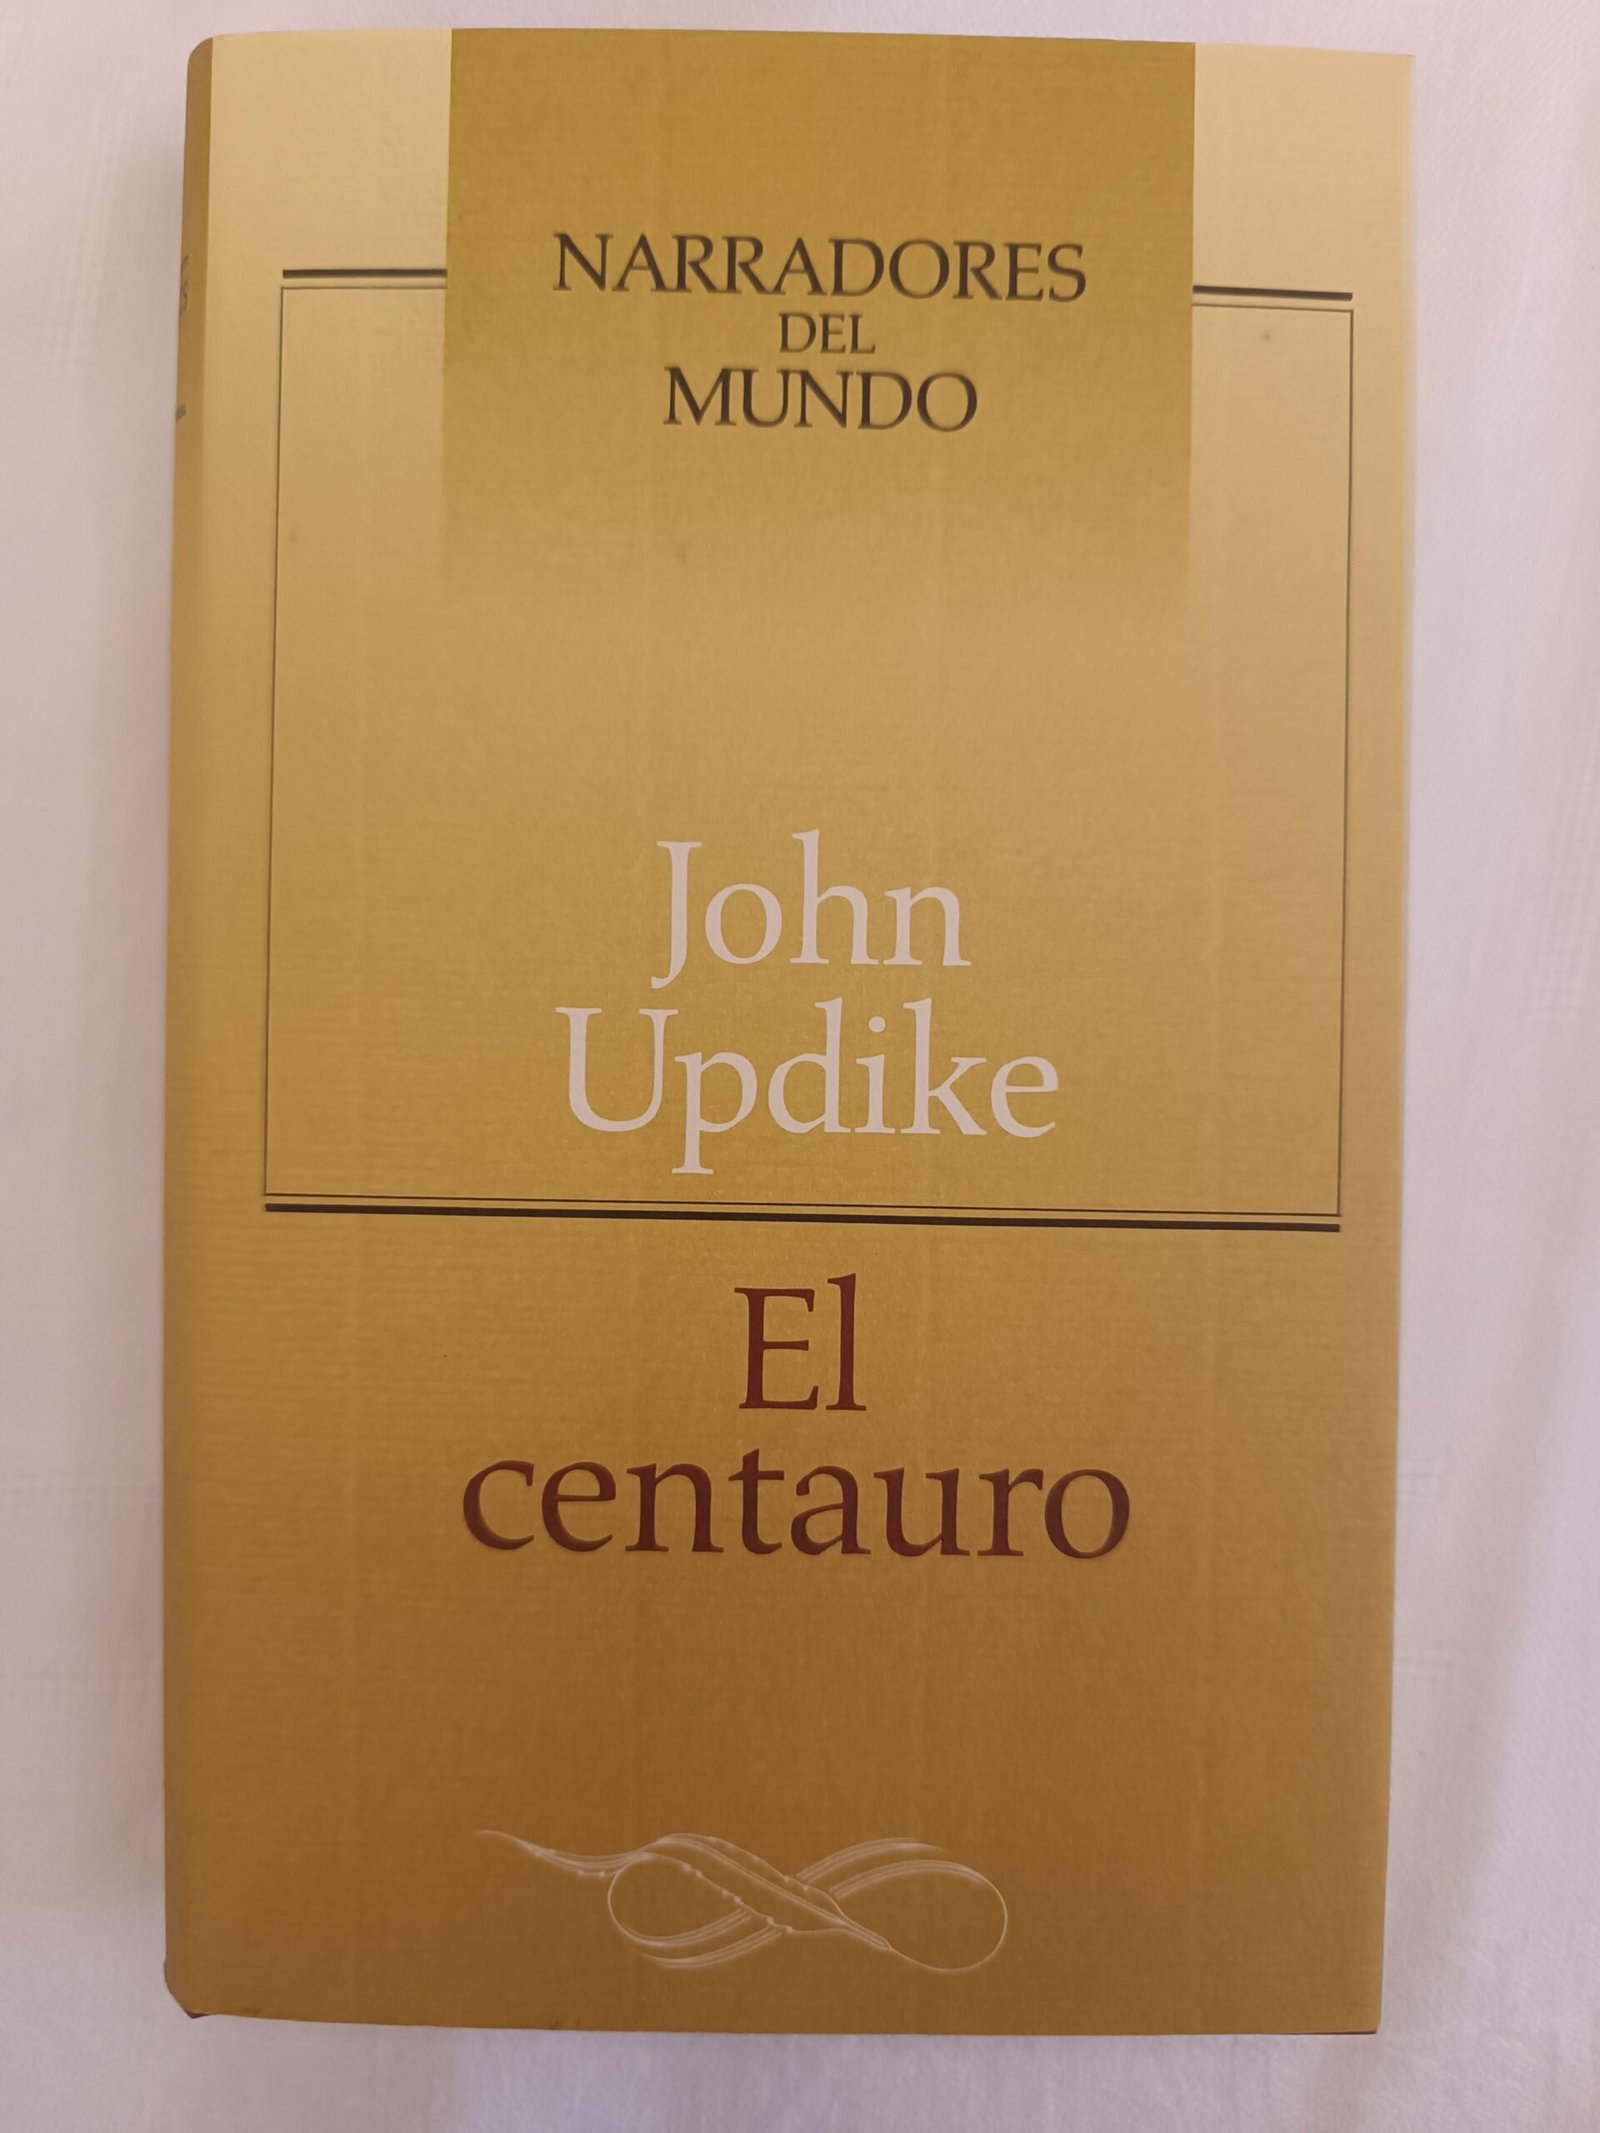 NARRADORES
DEL
MUNDO
John
Updike
El
centauro